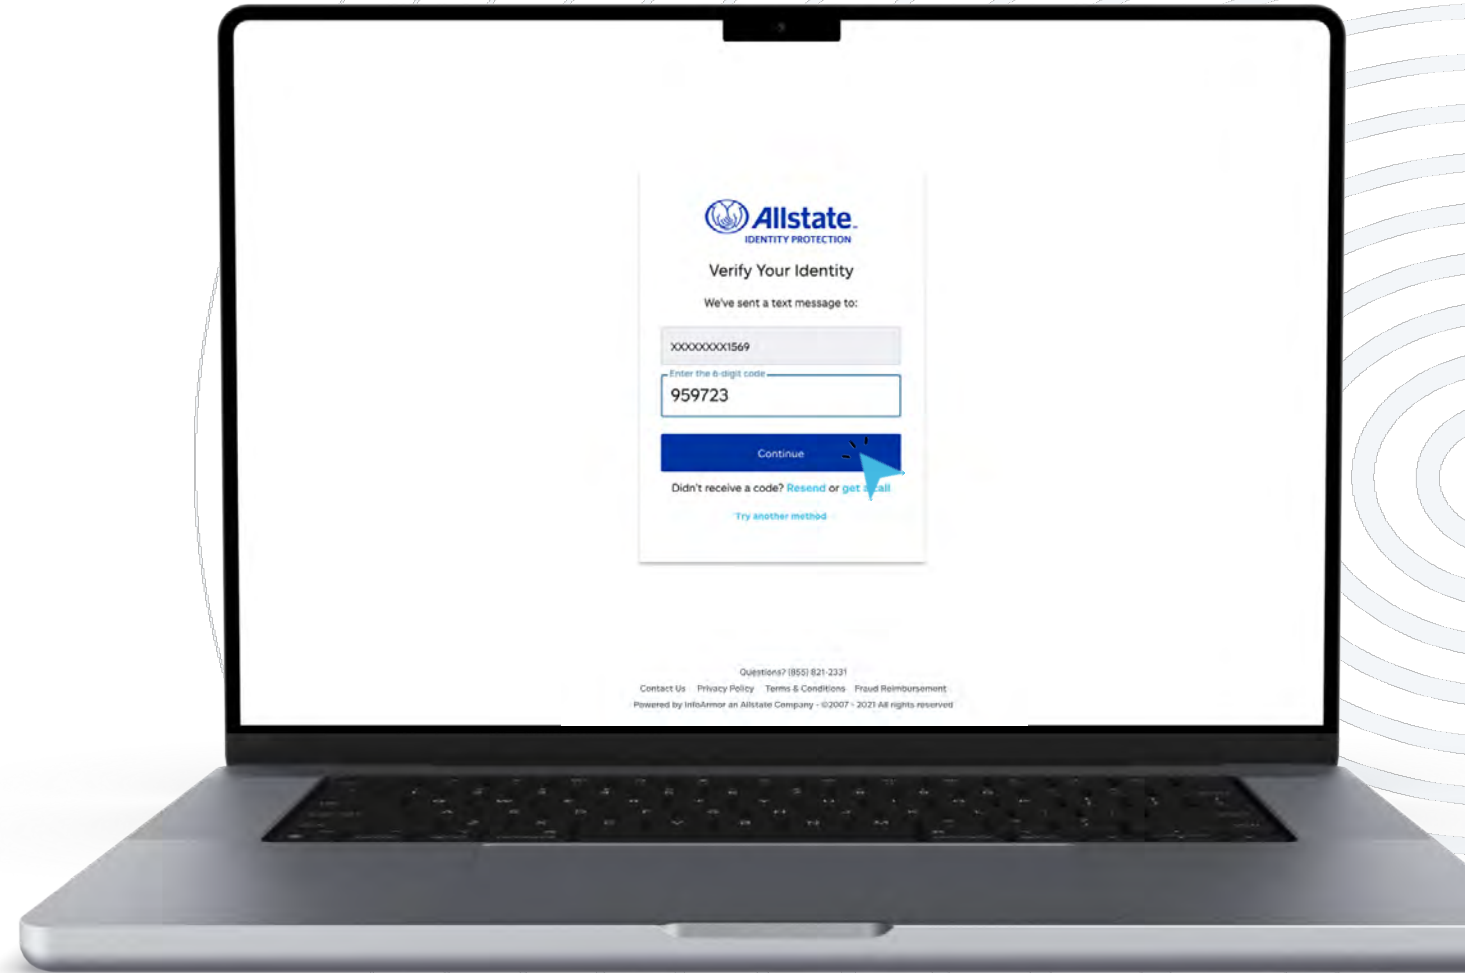 Allstate™
IDENTITY PROTECTION
Verify Your Identity
We've sent a text message to:
XXXXXXXX1569
Enter the 6-digit code
959723
Continue
Didn't receive a code? Resend or get a call
Try another method
Questions? (855) 821-2331
Contact Us Privacy Policy Terms & Conditions Fraud Reimbursement
Powered by InfoArmor an Allstate Company - ©2007 - 2021 All rights reserved